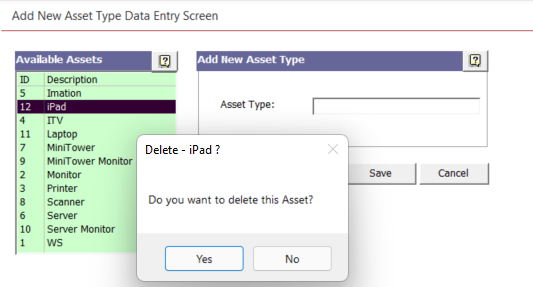 Add New Asset Type Data Entry Screen
Available Assets
ID Description
5 Imation
12 iPad
4 ITV
11 Laptop
7 MiniTower
9 MiniTower Monitor
2 Monitor
3 Printer
8 Scanner
6 Server
10 Server Monitor
1 WS
Add New Asset Type
Asset Type:
Save Cancel
Delete - iPad ?
Do you want to delete this Asset?
Yes No